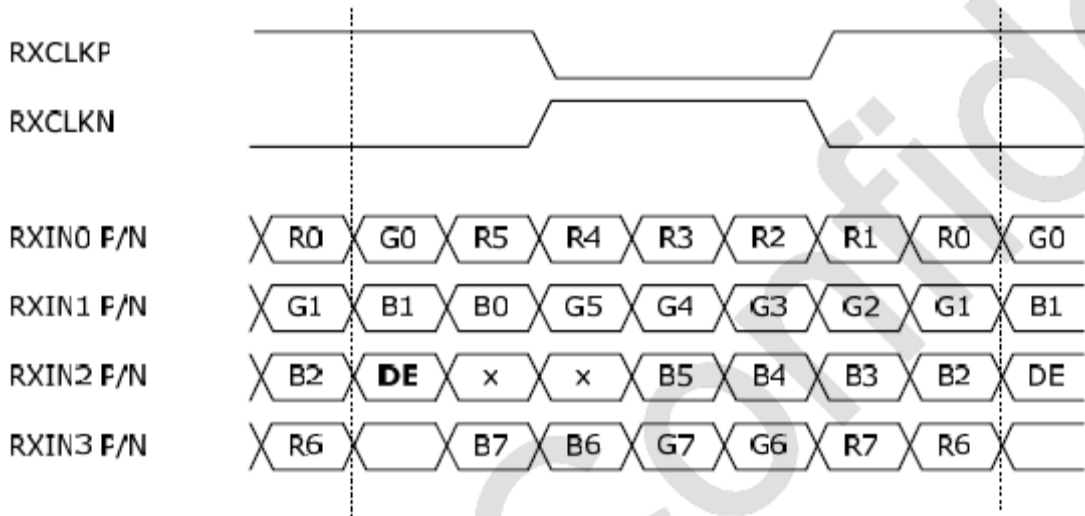 RXCLKP
RXCLKN
RXIN0 P/N R0 G0 R5 R4 R3 R2 R1 R0 G0
RXIN1 P/N G1 B1 B0 G5 G4 G3 G2 G1 B1
RXIN2 P/N B2 DE x x B5 B4 B3 B2 DE
RXIN3 P/N R6 B7 B6 G7 G6 R7 R6